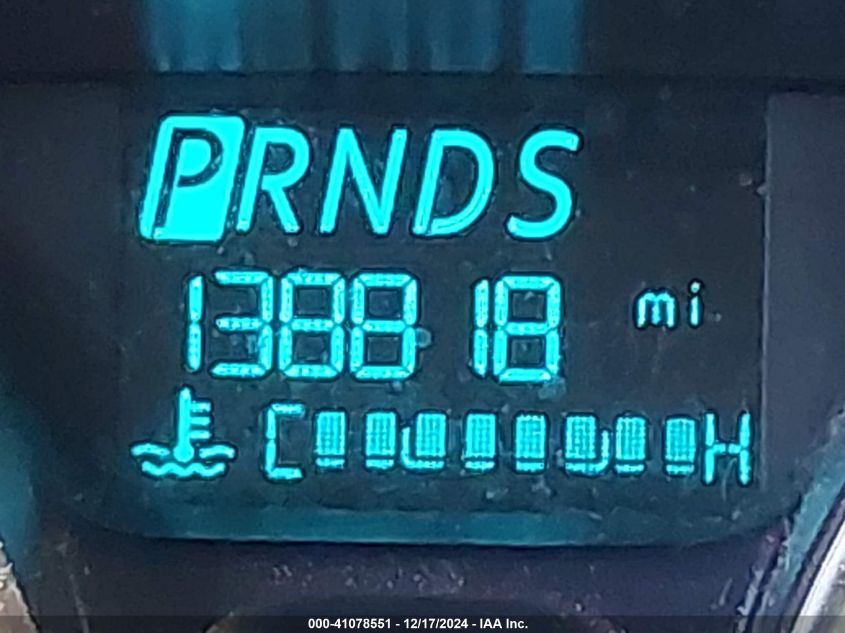 PRNDS
138818 mi
C H
000-41078551 - 12/17/2024 - IAA Inc.